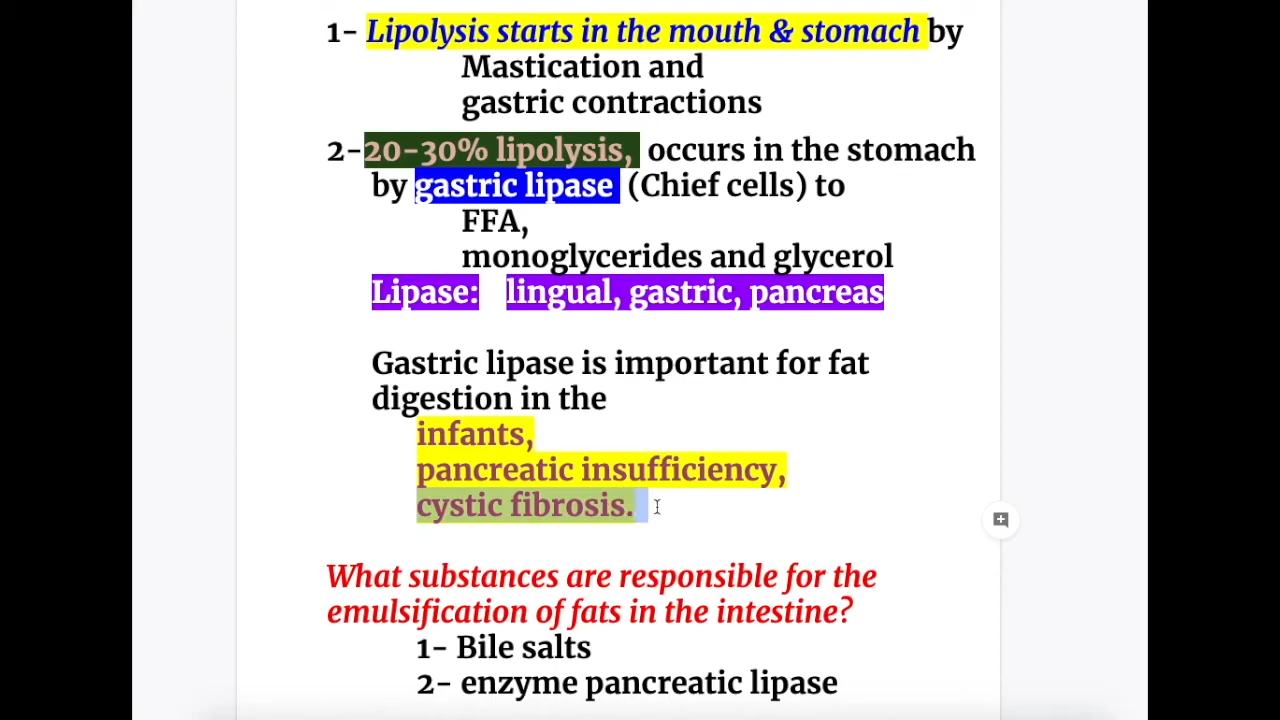 1- Lipolysis starts in the mouth & stomach by
Mastication and
gastric contractions
2-20-30% lipolysis, occurs in the stomach
by gastric lipase (Chief cells) to
FFA,
monoglycerides and glycerol
Lipase: lingual, gastric, pancreas
Gastric lipase is important for fat
digestion in the
infants,
pancreatic insufficiency,
cystic fibrosis.
What substances are responsible for the
emulsification of fats in the intestine?
1- Bile salts
2- enzyme pancreatic lipase